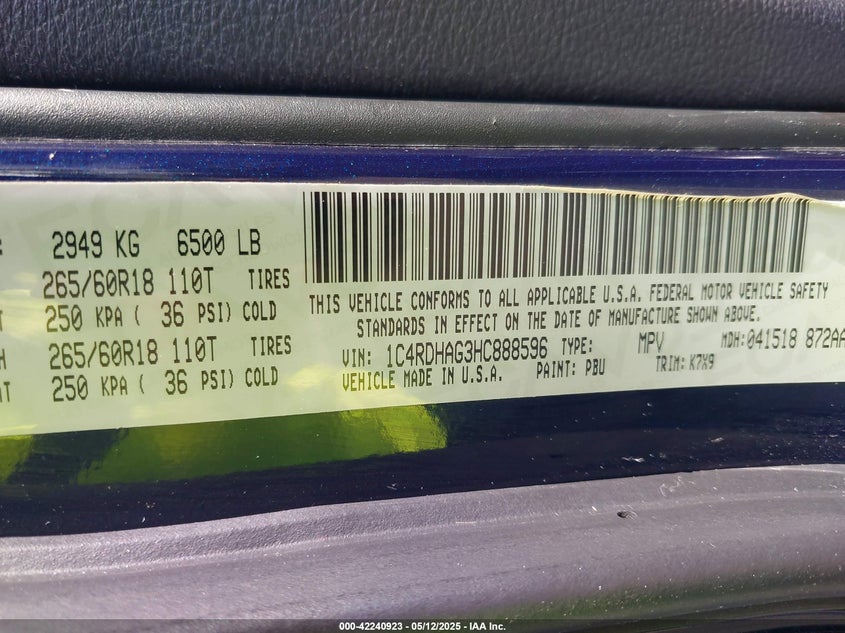 : 2949 KG 6500 LB
265/60R18 110T TIRES
T 250 KPA ( 36 PSI) COLD
H 265/60R18 110T TIRES
AT 250 KPA ( 36 PSI) COLD
THIS VEHICLE CONFORMS TO ALL APPLICABLE U.S.A. FEDERAL MOTOR VEHICLE SAFETY
STANDARDS IN EFFECT ON THE DATE OF MANUFACTURE SHOWN ABOVE.
VIN: 1C4RDHAG3HC888596 TYPE: MPV MDH: 041518 872AA
VEHICLE MADE IN U.S.A. PAINT: PBU TRIM: K7X9
000-42240923 - 05/12/2025 - IAA Inc.